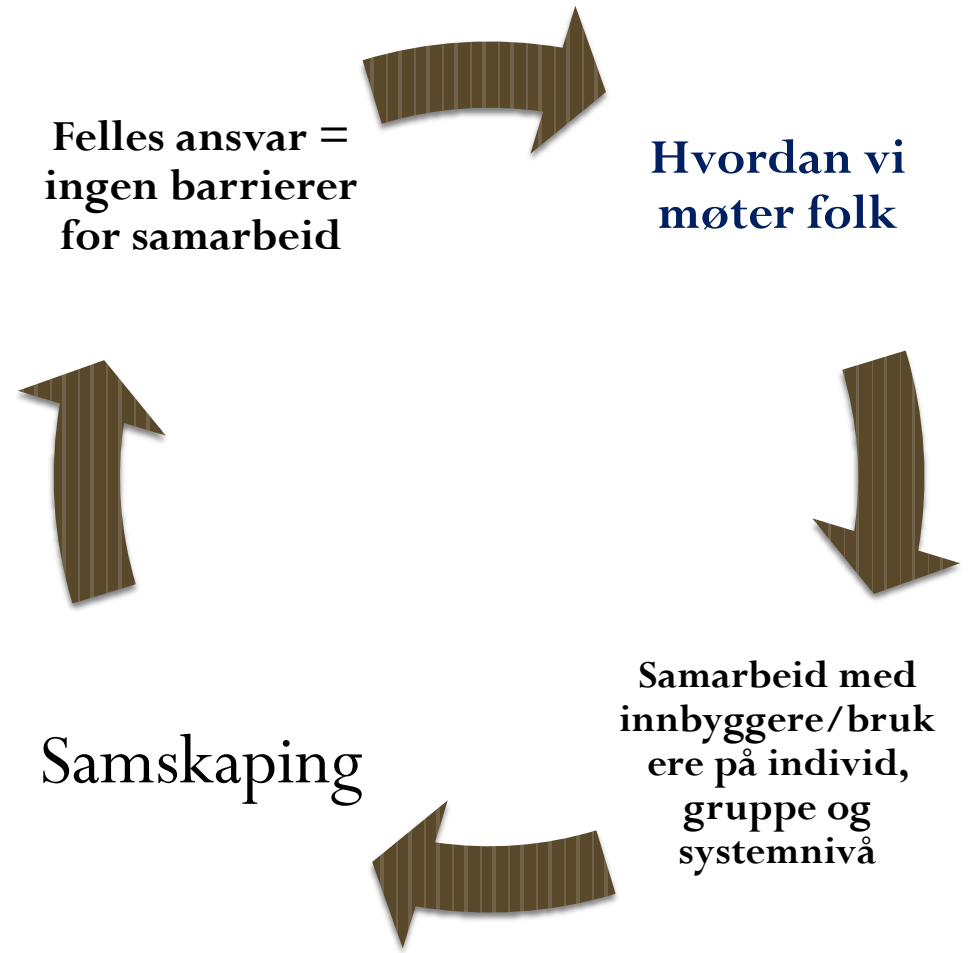 Felles ansvar =
ingen barrierer
for samarbeid
Hvordan vi
møter folk
Samarbeid med
innbyggere/bruk
ere på individ,
gruppe og
systemnivå
Samskaping